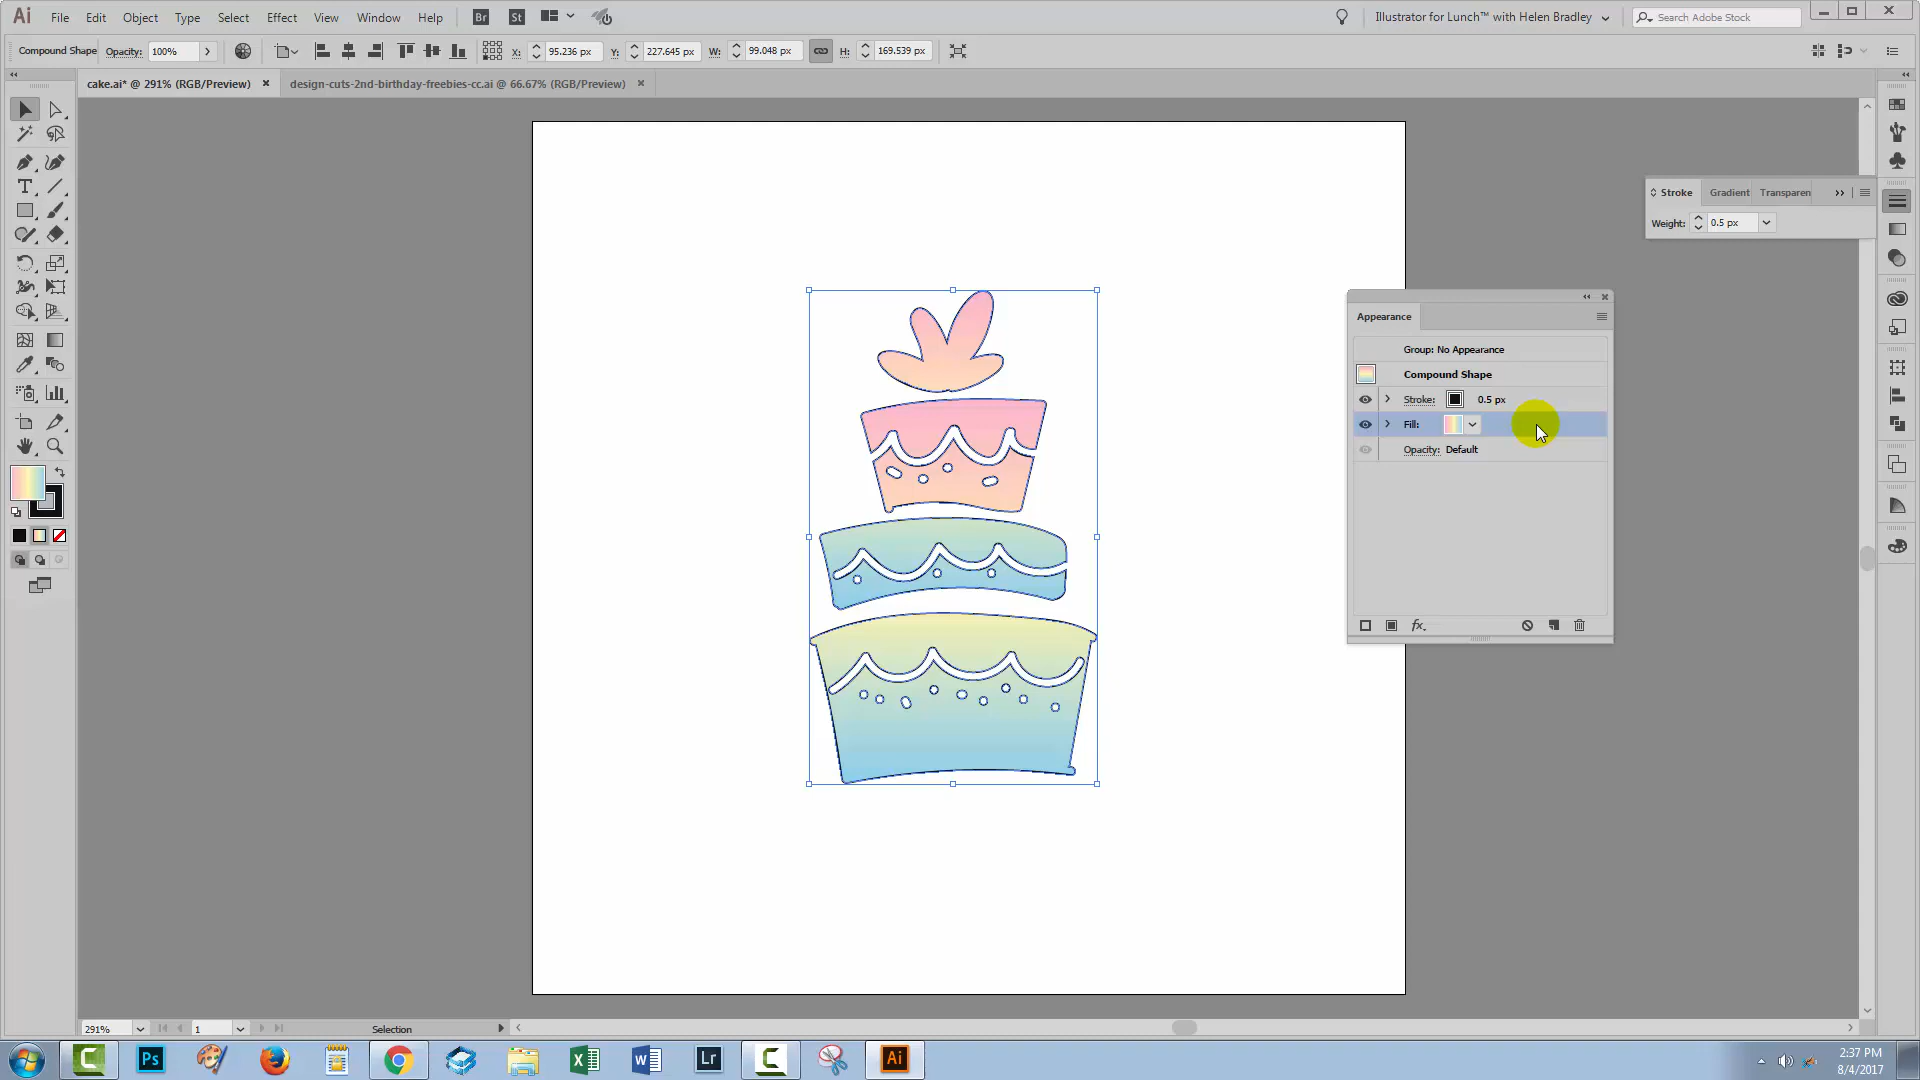 Ai File Edit Object Type Select Effect View Window Help Br St Illustrator for Lunch™ with Helen Bradley Search Adobe Stock
Compound Shape Opacity: 100% X: 95.236 px Y: 227.645 px W: 99.048 px H: 169.539 px
cake.ai* @ 291% (RGB/Preview) × design-cuts-2nd-birthday-freebies-cc.ai @ 66.67% (RGB/Preview) ×
Stroke Gradient Transparen
Weight: 0.5 px
Appearance
Group: No Appearance
Compound Shape
Stroke: 0.5 px
Fill:
Opacity: Default
fx.
291% 1 Selection
Ps Lr Ai
2:37 PM
8/4/2017